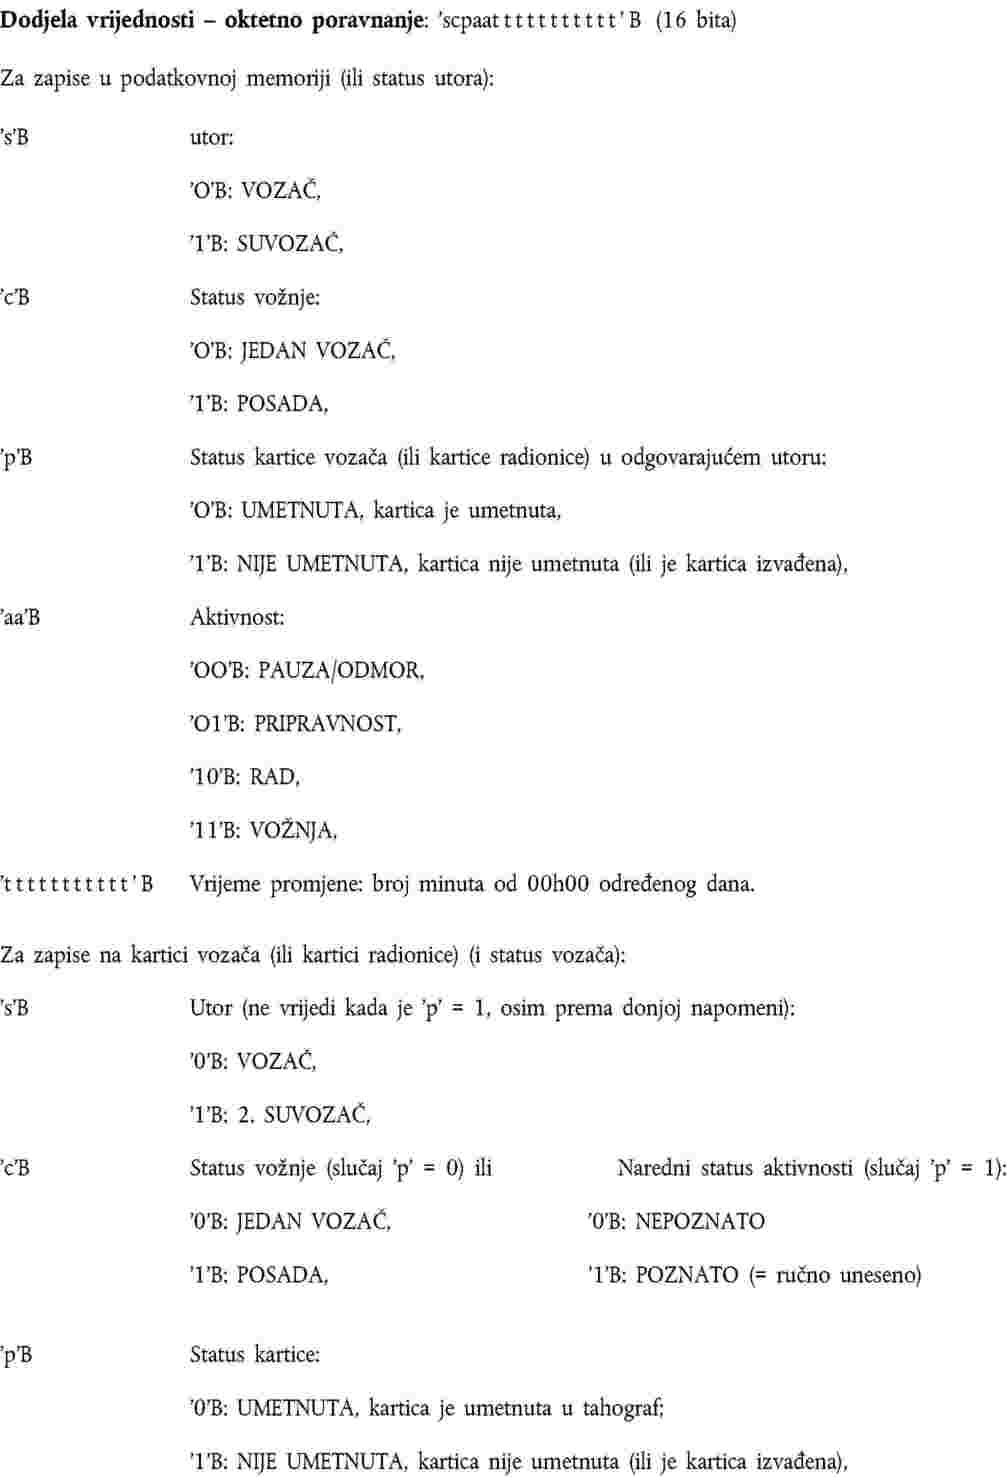 Dodjela vrijednosti – oktetno poravnanje: 'scpaattttttttttt'B (16 bita)
Za zapise u podatkovnoj memoriji (ili status utora):
's'B utor:
'O'B: VOZAČ,
'1'B: SUVOZAČ,
'c'B Status vožnje:
'O'B: JEDAN VOZAČ,
'1'B: POSADA,
'p'B Status kartice vozača (ili kartice radionice) u odgovarajućem utoru:
'O'B: UMETNUTA, kartica je umetnuta,
'1'B: NIJE UMETNUTA, kartica nije umetnuta (ili je kartica izvađena),
'aa'B Aktivnost:
'OO'B: PAUZA/ODMOR,
'O1'B: PRIPRAVNOST,
'10'B: RAD,
'11'B: VOŽNJA,
'ttttttttttt'B Vrijeme promjene: broj minuta od 00h00 određenog dana.
Za zapise na kartici vozača (ili kartici radionice) (i status vozača):
's'B Utor (ne vrijedi kada je 'p' = 1, osim prema donjoj napomeni):
'0'B: VOZAČ,
'1'B: 2. SUVOZAČ,
'c'B Status vožnje (slučaj 'p' = 0) ili Naredni status aktivnosti (slučaj 'p' = 1):
'0'B: JEDAN VOZAČ, '0'B: NEPOZNATO
'1'B: POSADA, '1'B: POZNATO (= ručno uneseno)
'p'B Status kartice:
'0'B: UMETNUTA, kartica je umetnuta u tahograf;
'1'B: NIJE UMETNUTA, kartica nije umetnuta (ili je kartica izvađena),